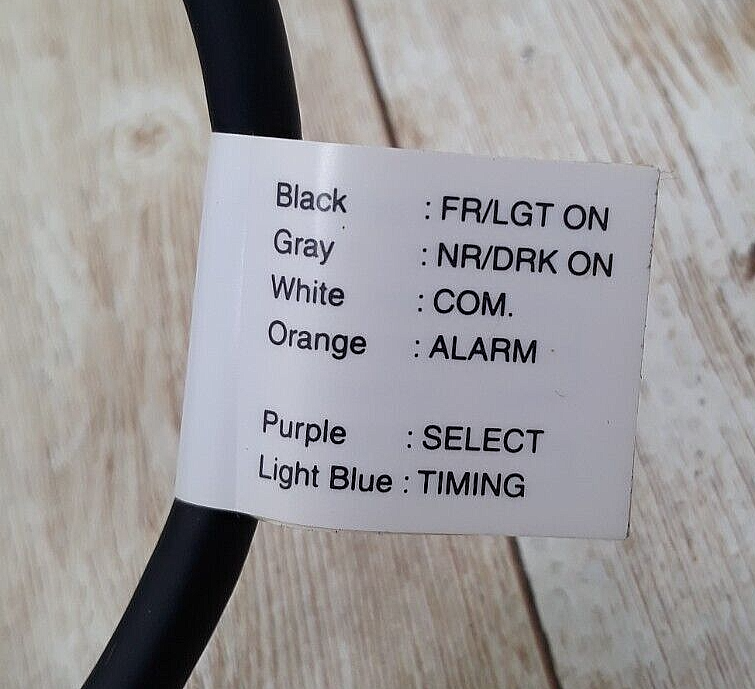 Black : FR/LGT ON
Gray : NR/DRK ON
White : COM.
Orange : ALARM
Purple : SELECT
Light Blue : TIMING